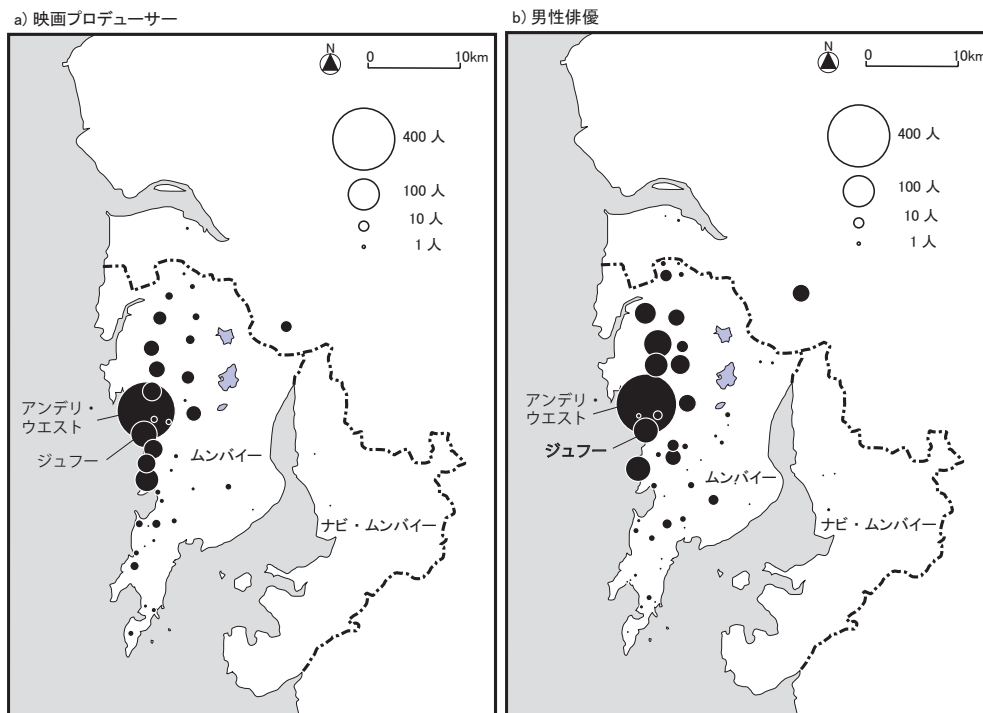 a) 映画プロデューサー
N
0 10km
400 人
100 人
10 人
1 人
アンデリ・
ウエスト
ジュフー
ムンバイー
ナビ・ムンバイー
b) 男性俳優
N
0 10km
400 人
100 人
10 人
1 人
アンデリ・
ウエスト
ジュフー
ムンバイー
ナビ・ムンバイー